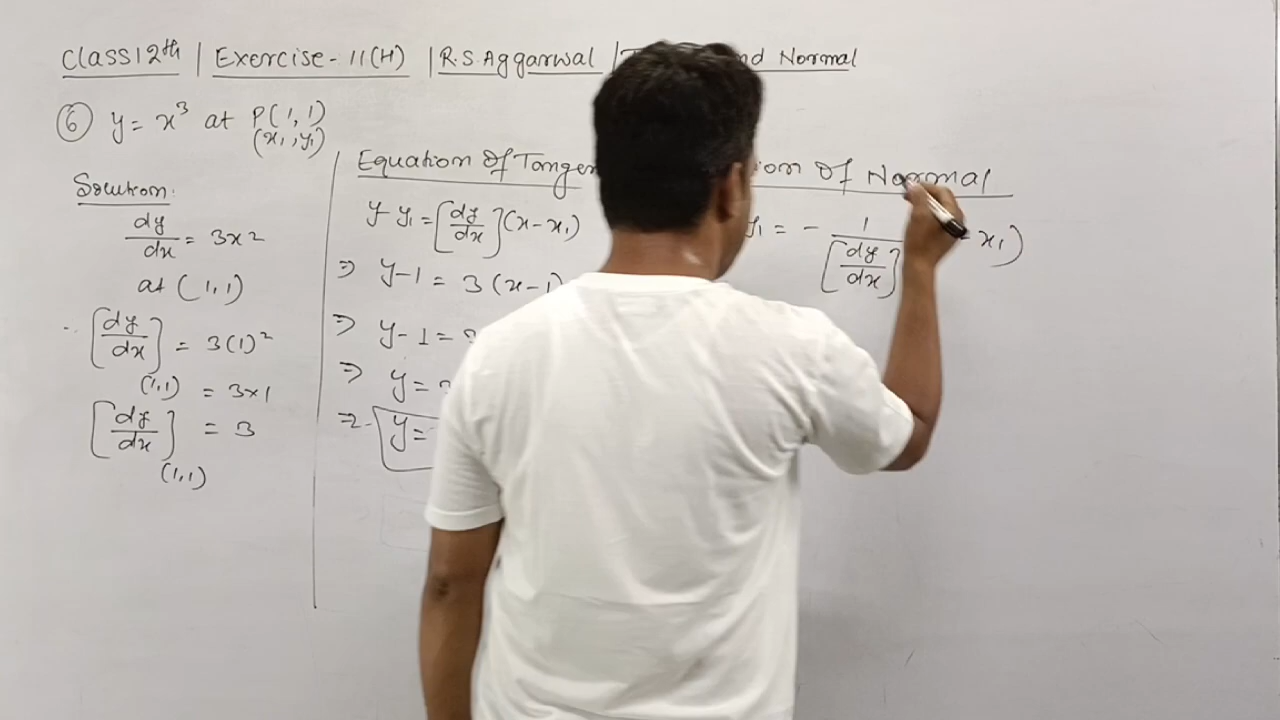 Class 12th | Exercise - 11(H) | R.S. Aggarwal | nd Normal
⑥ y = x³ at P(1, 1)
(x₁, y₁)
Solution:
dy/dx = 3x²
at (1, 1)
[dy/dx](1,1) = 3(1)²
= 3×1
[dy/dx](1,1) = 3
Equation Of Tangen
y - y₁ = [dy/dx](x - x₁)
⇒ y - 1 = 3(x - 1
⇒ y - 1 =
⇒ y =
⇒ y =
ion Of Normal
y₁ = - 1/[dy/dx] - x₁)